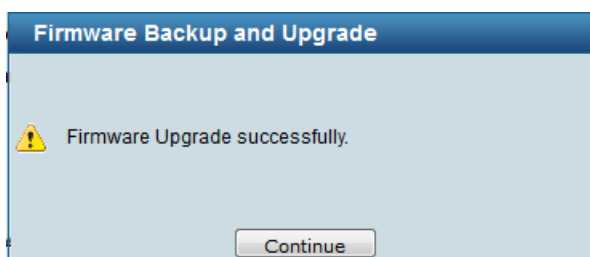 Firmware Backup and Upgrade
Firmware Upgrade successfully.
Continue